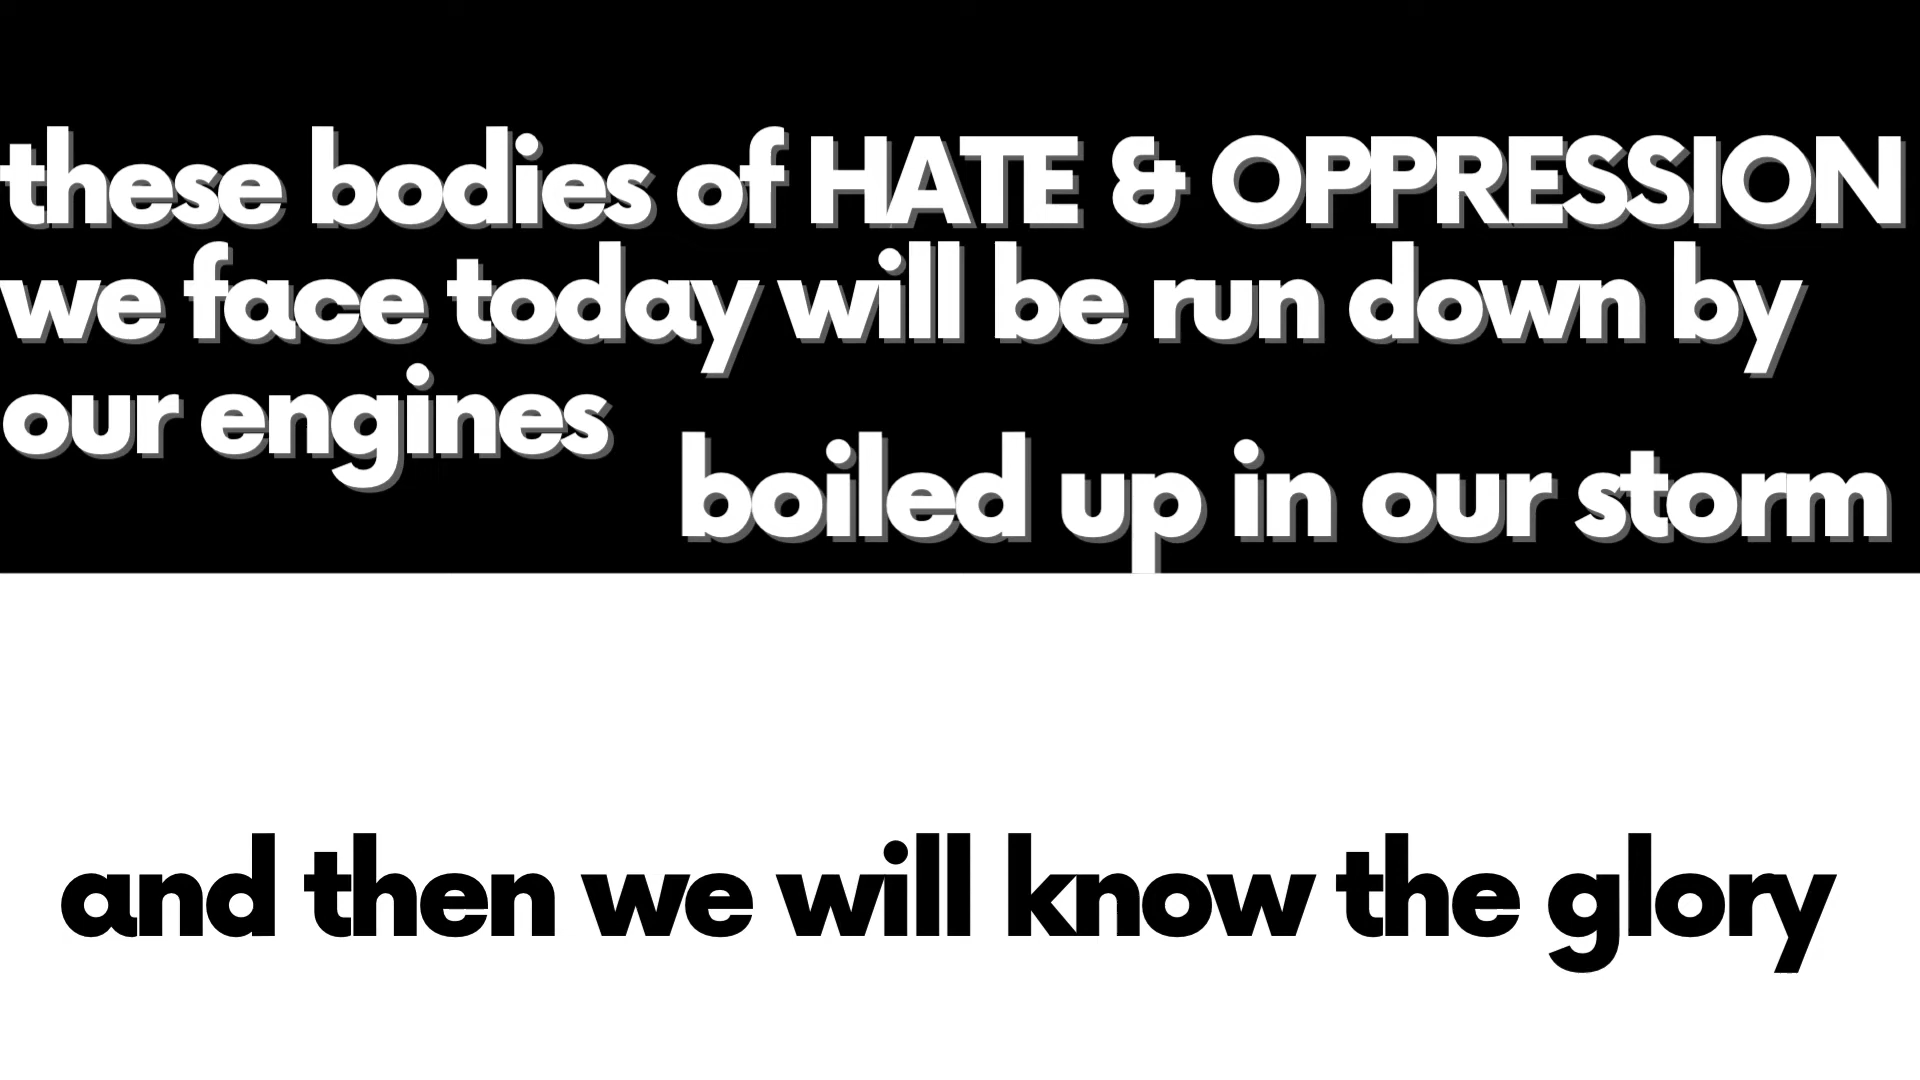 these bodies of HATE & OPPRESSION
we face today will be run down by
our engines
boiled up in our storm
and then we will know the glory